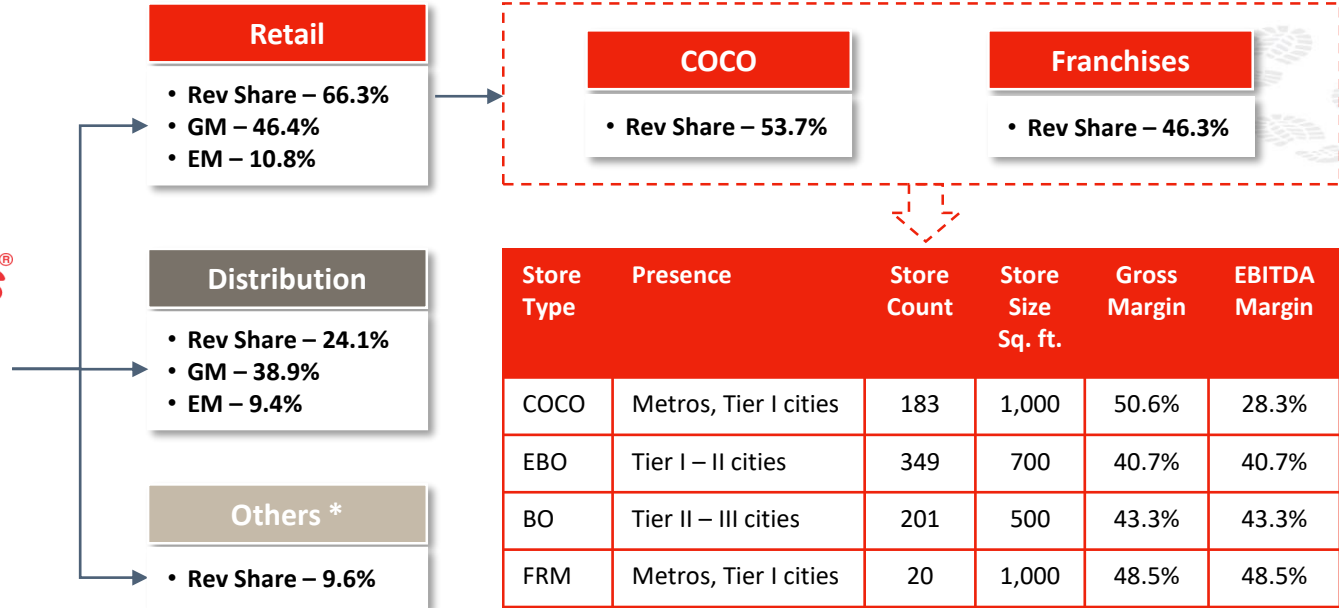 Retail
• Rev Share – 66.3%
• GM – 46.4%
• EM – 10.8%
COCO
• Rev Share – 53.7%
Franchises
• Rev Share – 46.3%
®
Distribution
• Rev Share – 24.1%
• GM – 38.9%
• EM – 9.4%
Others *
• Rev Share – 9.6%
Store Type Presence Store Count Store Size Sq. ft. Gross Margin EBITDA Margin
COCO Metros, Tier I cities 183 1,000 50.6% 28.3%
EBO Tier I – II cities 349 700 40.7% 40.7%
BO Tier II – III cities 201 500 43.3% 43.3%
FRM Metros, Tier I cities 20 1,000 48.5% 48.5%